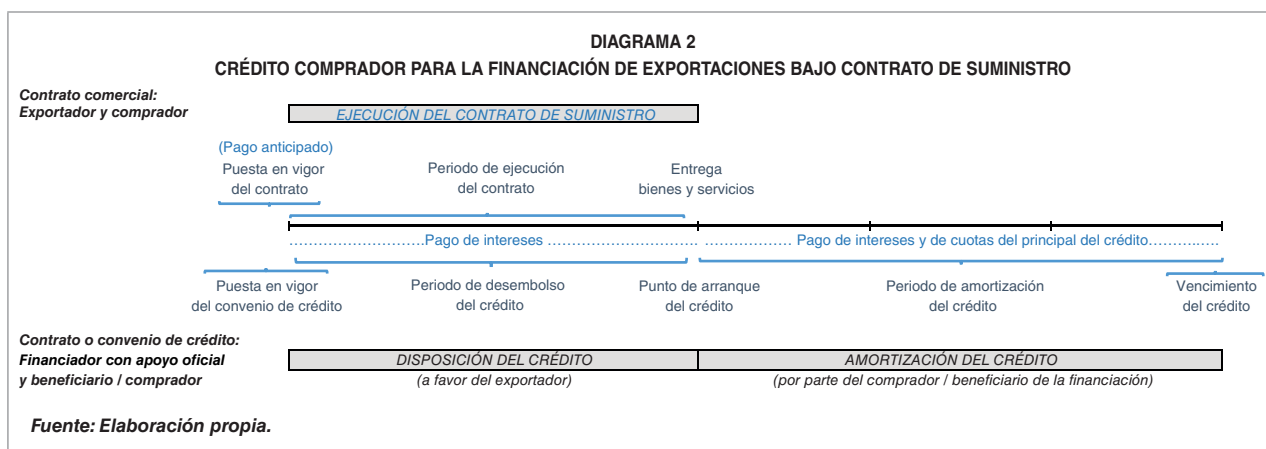 DIAGRAMA 2
CRÉDITO COMPRADOR PARA LA FINANCIACIÓN DE EXPORTACIONES BAJO CONTRATO DE SUMINISTRO
Contrato comercial:
Exportador y comprador
EJECUCIÓN DEL CONTRATO DE SUMINISTRO
(Pago anticipado)
Puesta en vigor
del contrato
Periodo de ejecución
del contrato
Entrega
bienes y servicios
...........................Pago de intereses ..............................
................. Pago de intereses y de cuotas del principal del crédito..............
Puesta en vigor
del convenio de crédito
Periodo de desembolso
del crédito
Punto de arranque
del crédito
Periodo de amortización
del crédito
Vencimiento
del crédito
Contrato o convenio de crédito:
Financiador con apoyo oficial
y beneficiario / comprador
DISPOSICIÓN DEL CRÉDITO
(a favor del exportador)
AMORTIZACIÓN DEL CRÉDITO
(por parte del comprador / beneficiario de la financiación)
Fuente: Elaboración propia.